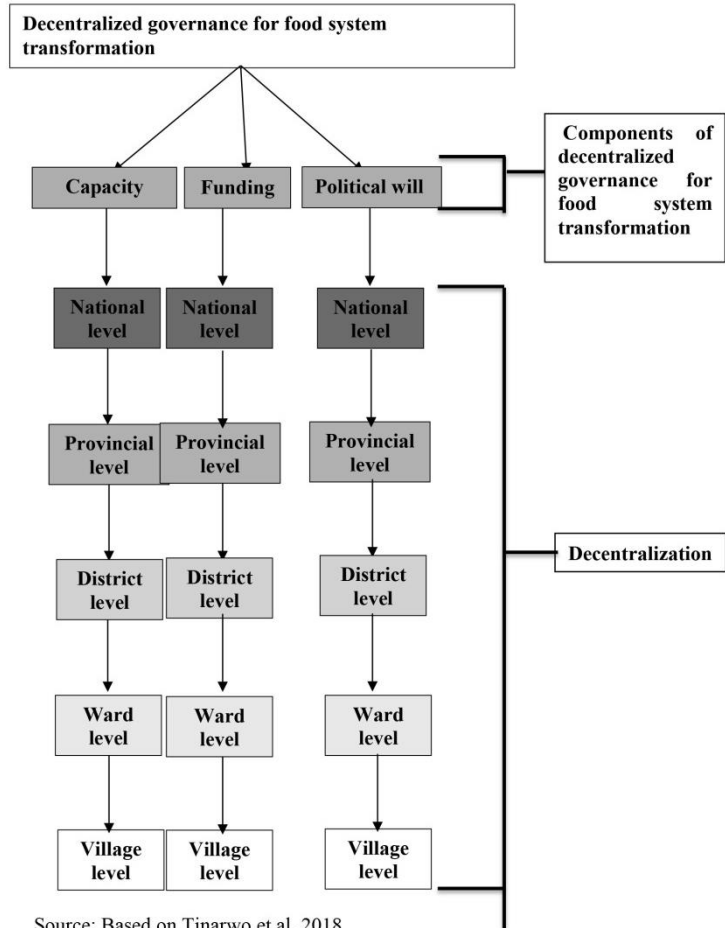 Decentralized governance for food system
transformation
Capacity
Funding
Political will
Components of
decentralized
governance for
food system
transformation
National
level
National
level
National
level
Provincial
level
Provincial
level
Provincial
level
Decentralization
District
level
District
level
District
level
Ward
level
Ward
level
Ward
level
Village
level
Village
level
Village
level
Source: Based on Tinarwo et al. 2018